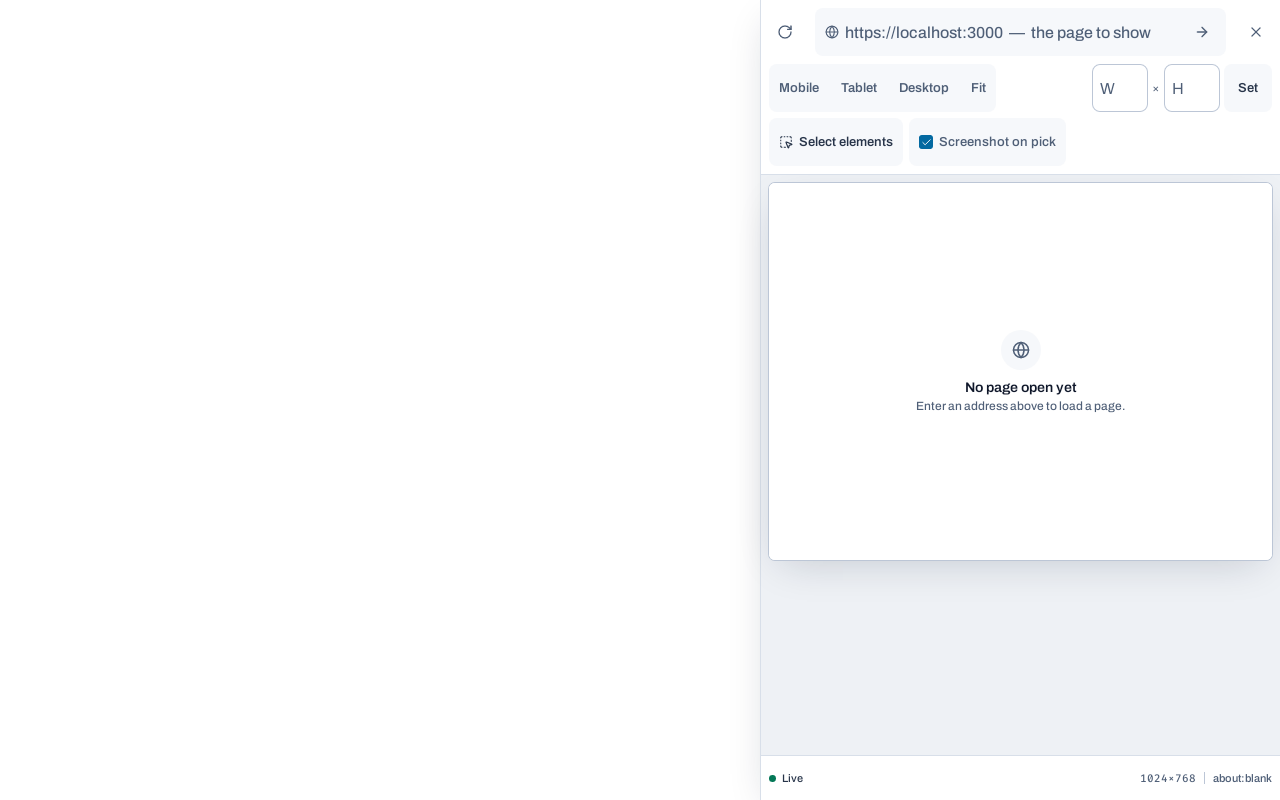 https://localhost:3000 — the page to show
Mobile Tablet Desktop Fit W × H Set
Select elements Screenshot on pick
No page open yet
Enter an address above to load a page.
Live 1024×768 about:blank